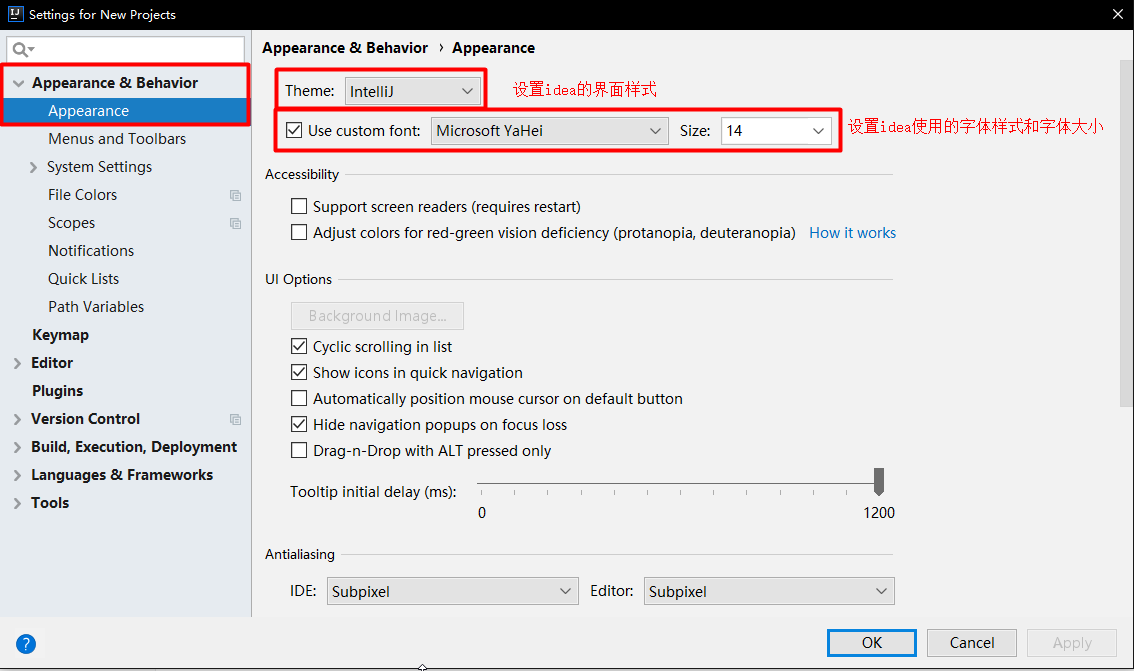 IJ
Settings for New Projects
Appearance & Behavior
Appearance
Menus and Toolbars
System Settings
File Colors
Scopes
Notifications
Quick Lists
Path Variables
Keymap
Editor
Plugins
Version Control
Build, Execution, Deployment
Languages & Frameworks
Tools
?
Appearance & Behavior › Appearance
Theme: IntelliJ 设置idea的界面样式
Use custom font: Microsoft YaHei Size: 14 设置idea使用的字体样式和字体大小
Accessibility
Support screen readers (requires restart)
Adjust colors for red-green vision deficiency (protanopia, deuteranopia) How it works
UI Options
Background Image...
Cyclic scrolling in list
Show icons in quick navigation
Automatically position mouse cursor on default button
Hide navigation popups on focus loss
Drag-n-Drop with ALT pressed only
Tooltip initial delay (ms):
0 1200
Antialiasing
IDE: Subpixel Editor: Subpixel
OK Cancel Apply